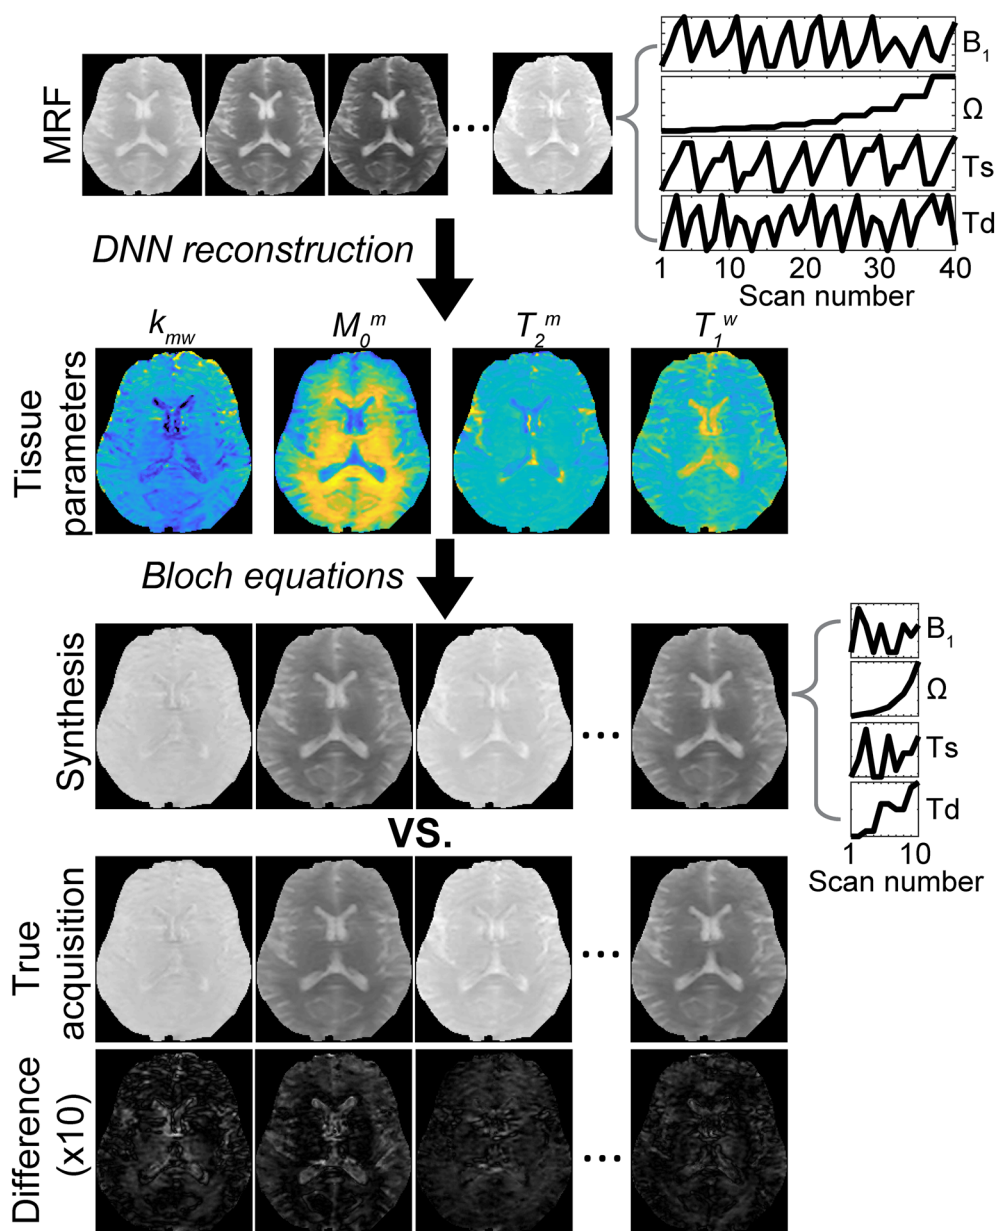 MRF
...
B1
Ω
Ts
Td
1 10 20 30 40
Scan number
DNN reconstruction
kmw M0m T2m T1w
Tissue
parameters
Bloch equations
Synthesis
...
B1
Ω
Ts
Td
1 10
Scan number
VS.
True
acquisition
...
Difference
(x10)
...